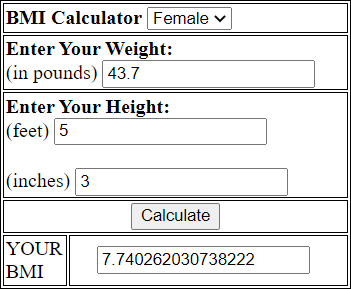 BMI Calculator Female
Enter Your Weight:
(in pounds) 43.7
Enter Your Height:
(feet) 5
(inches) 3
Calculate
YOUR
BMI
7.740262030738222